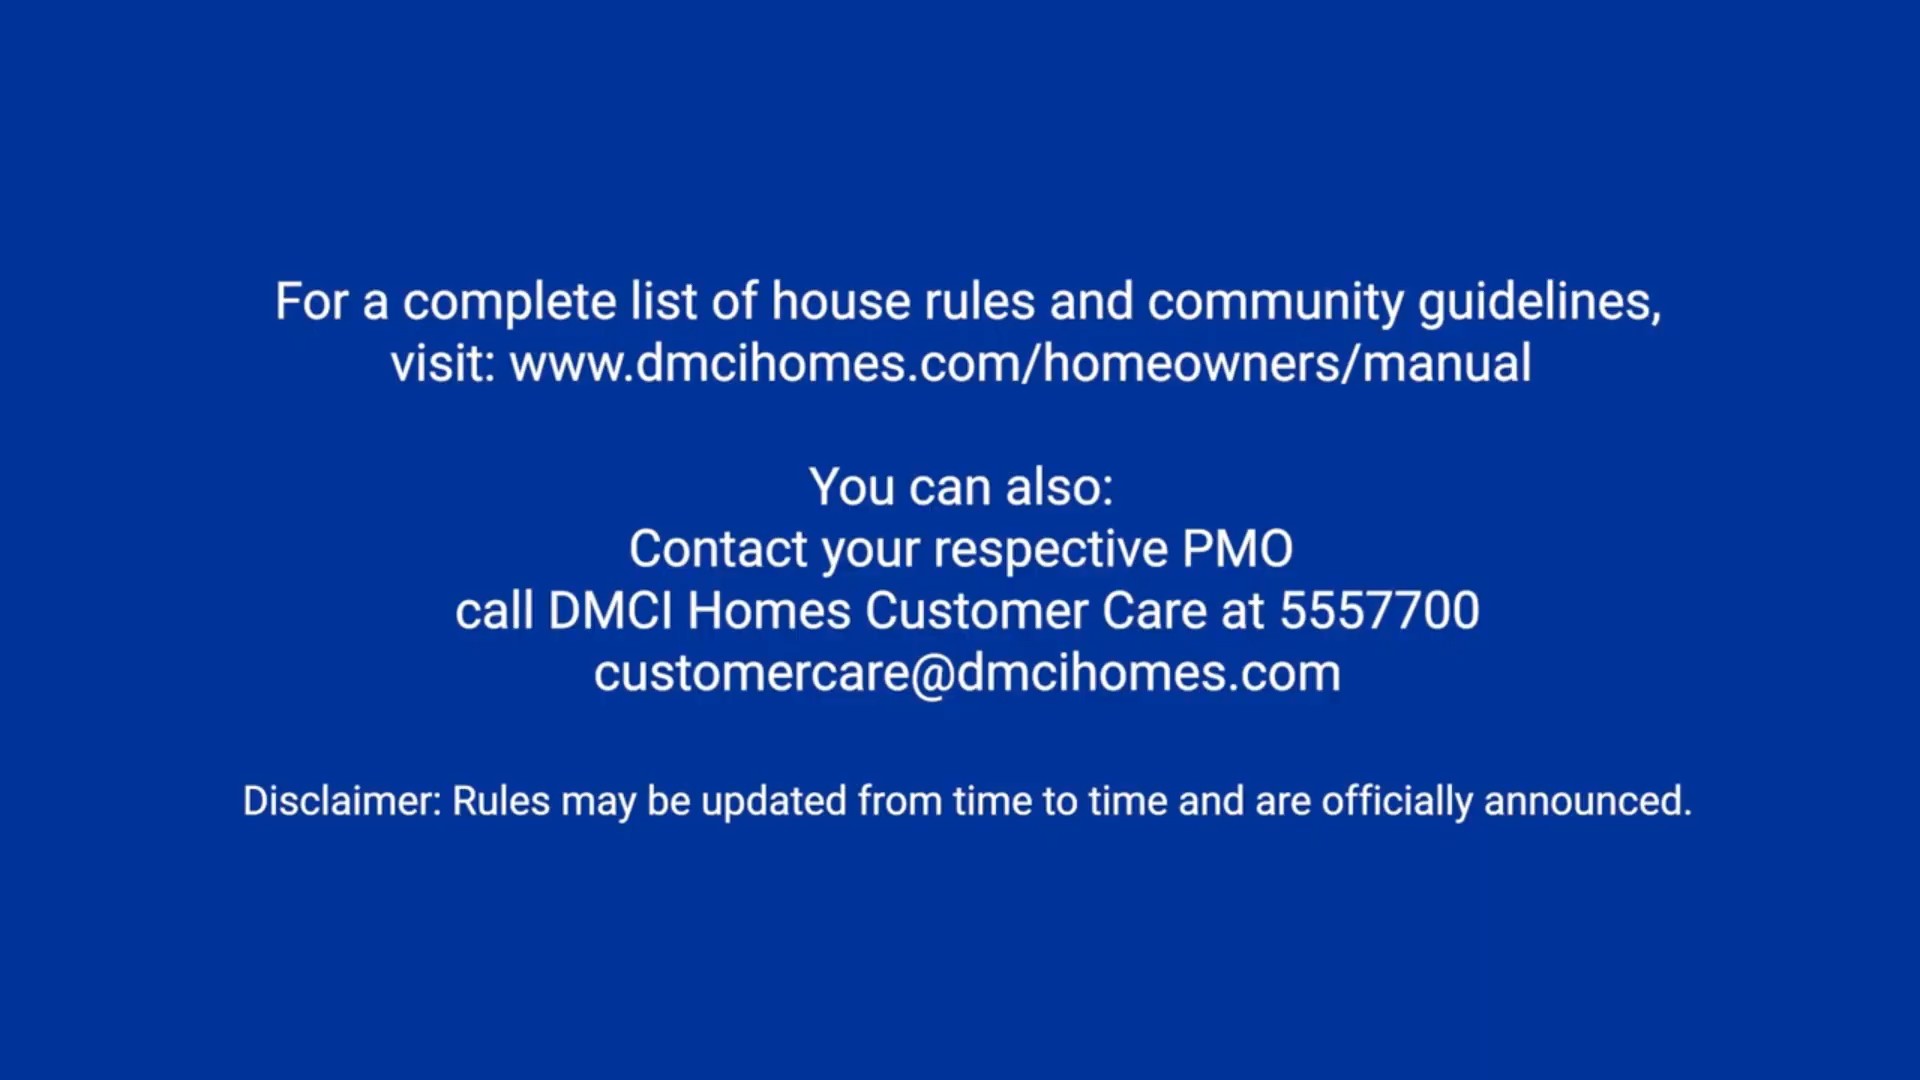 For a complete list of house rules and community guidelines,
visit: www.dmcihomes.com/homeowners/manual
You can also:
Contact your respective PMO
call DMCI Homes Customer Care at 5557700
customercare@dmcihomes.com
Disclaimer: Rules may be updated from time to time and are officially announced.